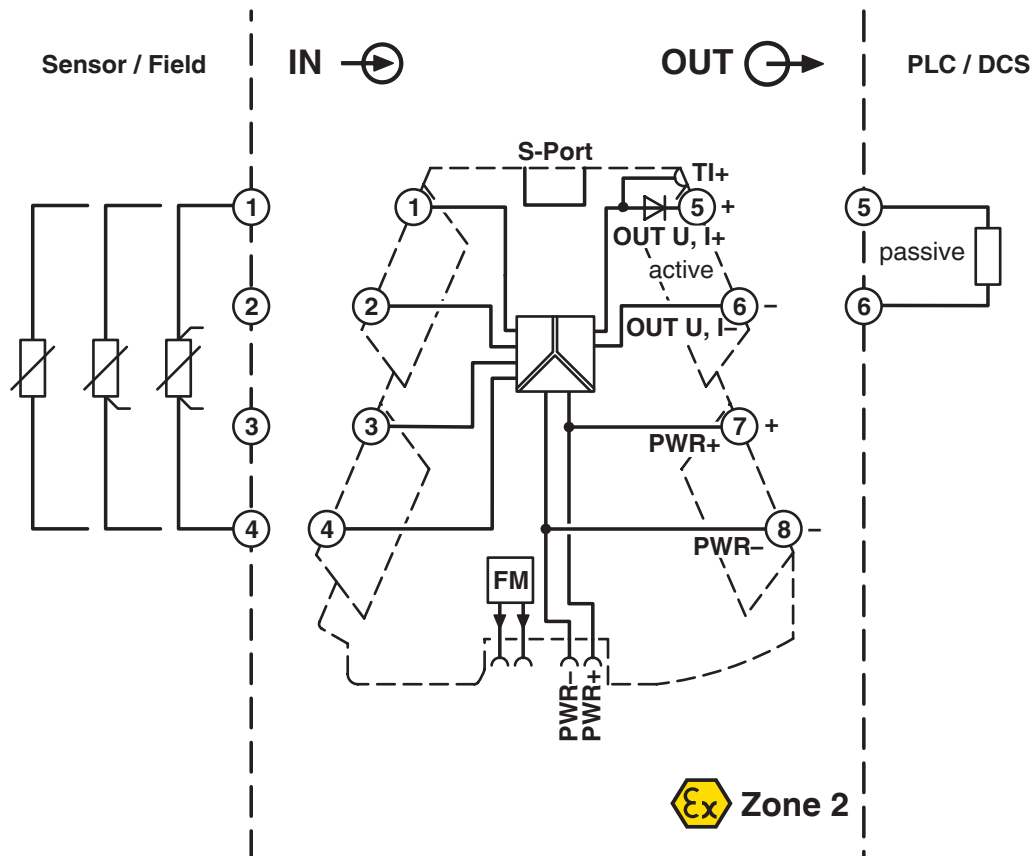 Sensor / Field
IN
OUT
PLC / DCS
S-Port
TI+
1
1
5
+
5
OUT U, I+
active
passive
2
2
6
–
6
OUT U, I–
3
3
7
+
PWR+
4
4
8
–
PWR–
FM
PWR–
PWR+
Ex
Zone 2